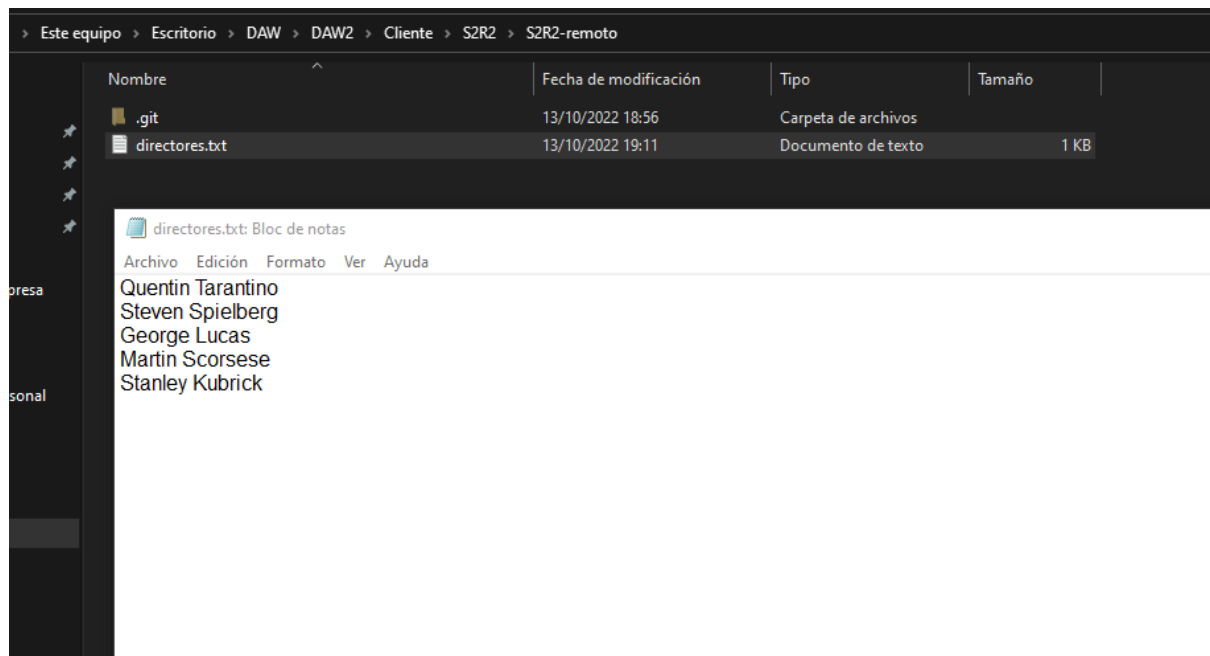 > Este equipo > Escritorio > DAW > DAW2 > Cliente > S2R2 > S2R2-remoto
Nombre Fecha de modificación Tipo Tamaño
.git 13/10/2022 18:56 Carpeta de archivos
directores.txt 13/10/2022 19:11 Documento de texto 1 KB
directores.txt: Bloc de notas
Archivo Edición Formato Ver Ayuda
Quentin Tarantino
Steven Spielberg
George Lucas
Martin Scorsese
Stanley Kubrick
presa
sonal